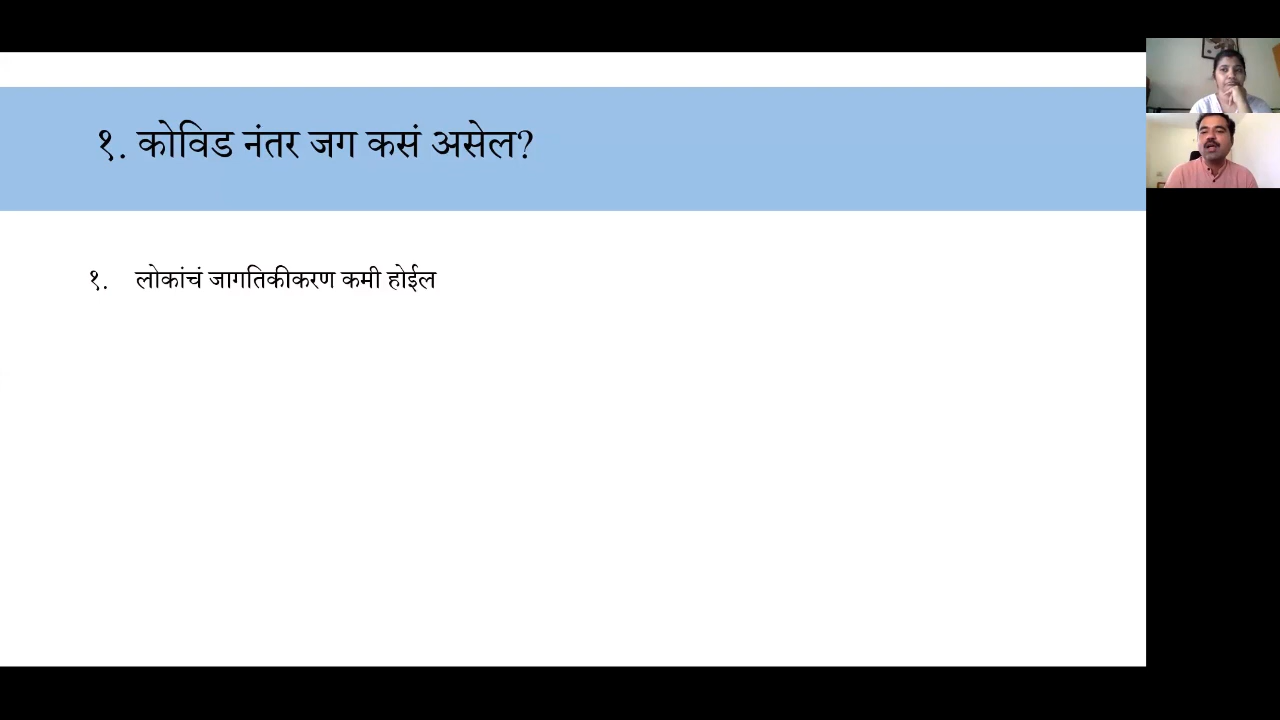 १. कोविड नंतर जग कसं असेल?
१. लोकांचं जागतिकीकरण कमी होईल